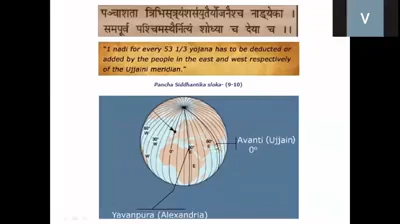 पञ्चाशता त्रिभिस्त्र्यंशसंयुतैर्योजनैश्च नाड्येका ।
समपूर्व पश्चिमस्यैर्नित्यं शोध्या च देया च ।।
"1 nadi for every 53 1/3 yojana has to be deducted or
added by the people in the east and west respectively
of the Ujjaini meridian."
Pancha Siddhantika sloka- (9-10)
V
Avanti (Ujjain)
0°
Yavanpura (Alexandria)